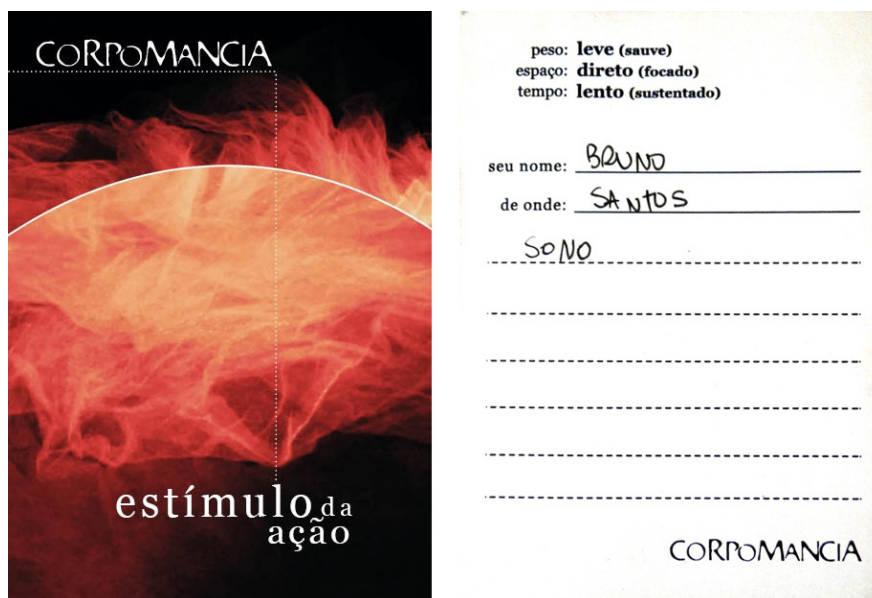 CORPOMANCIA
estímulo da
ação
peso: leve (sauve)
espaço: direto (focado)
tempo: lento (sustentado)
seu nome: BRUNO
de onde: SANTOS
SONO
CORPOMANCIA